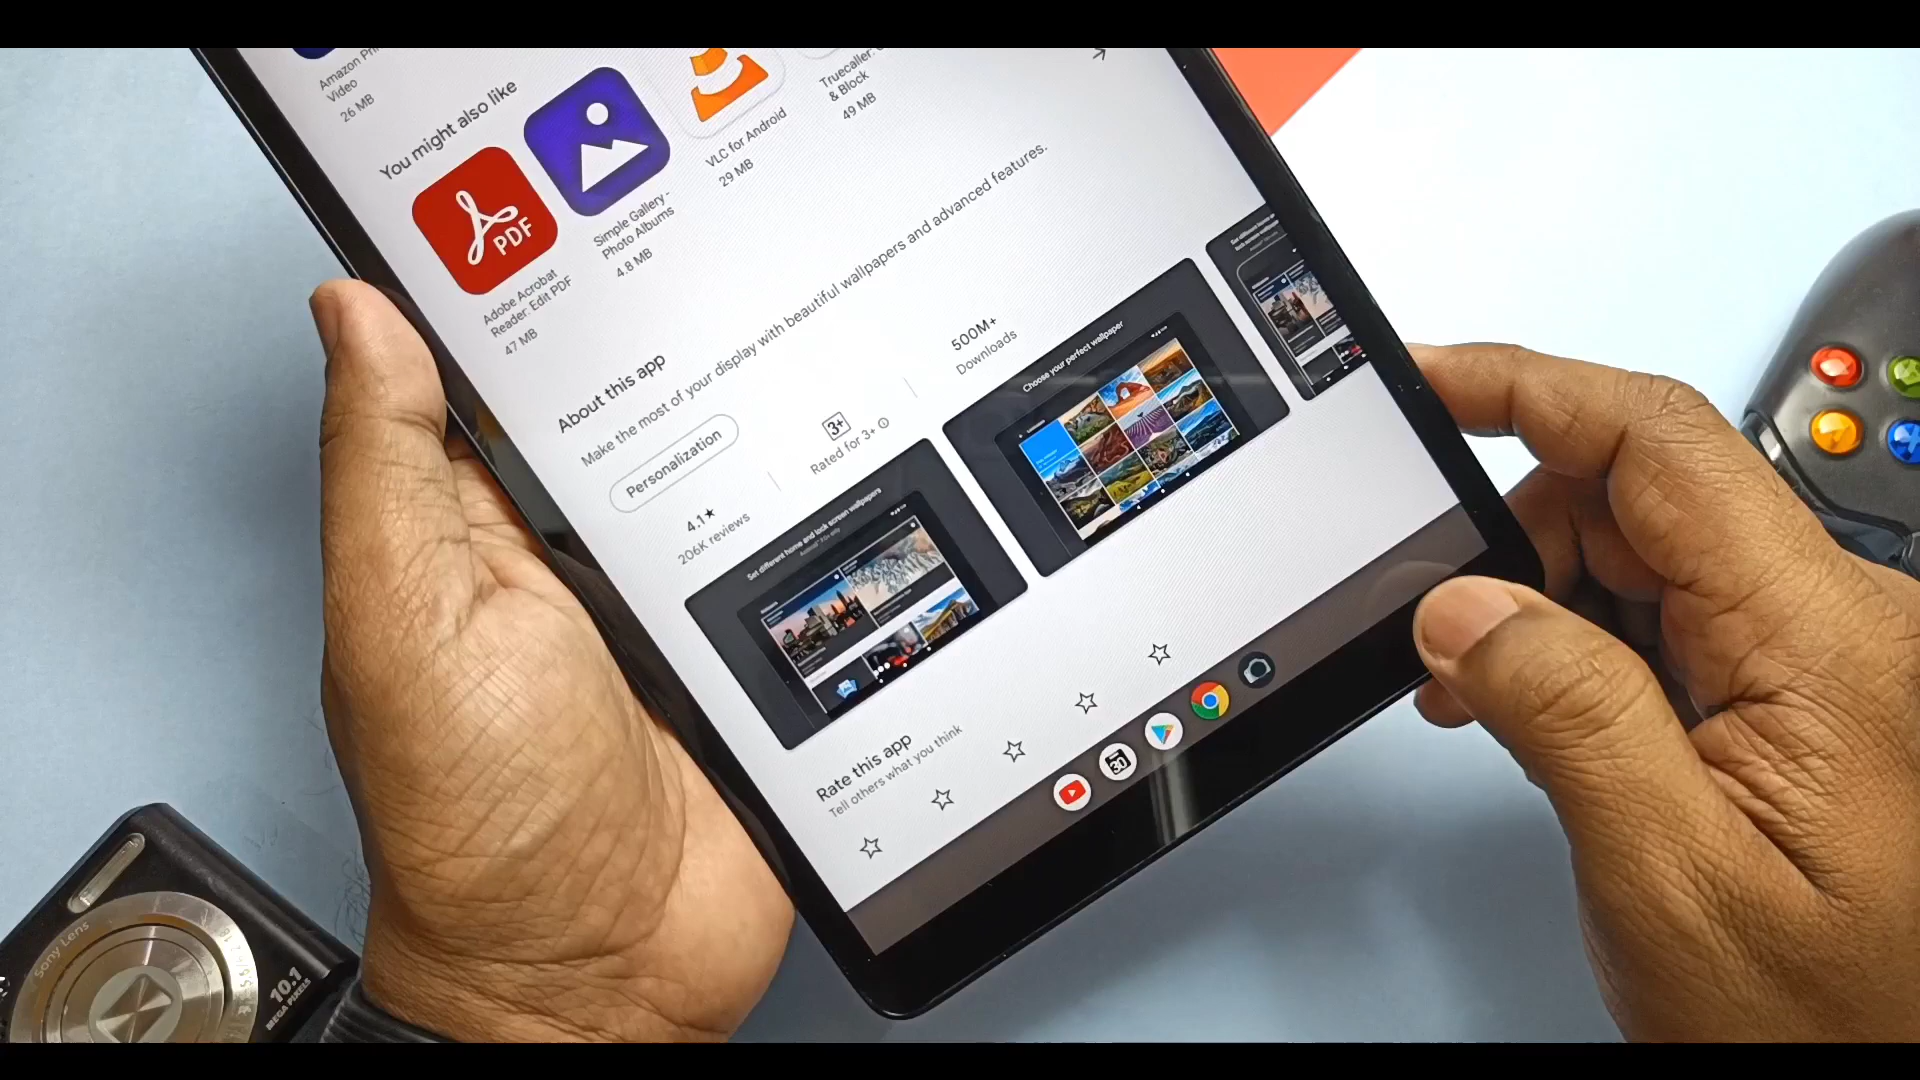 Amazon
Video
26 MB
You might also like
PDF
Adobe Acrobat
Reader: Edit PDF
47 MB
Simple Gallery -
Photo Albums
4.8 MB
VLC for Android
29 MB
Truecaller:
& Block
49 MB
About this app
Make the most of your display with beautiful wallpapers and advanced features.
Personalization
4.1★
206K reviews
3+
Rated for 3+
500M+
Downloads
Set different home and lock screen wallpapers
Choose your perfect wallpaper
Rate this app
Tell others what you think
30
Sony Lens
10.1
MEGA PIXELS